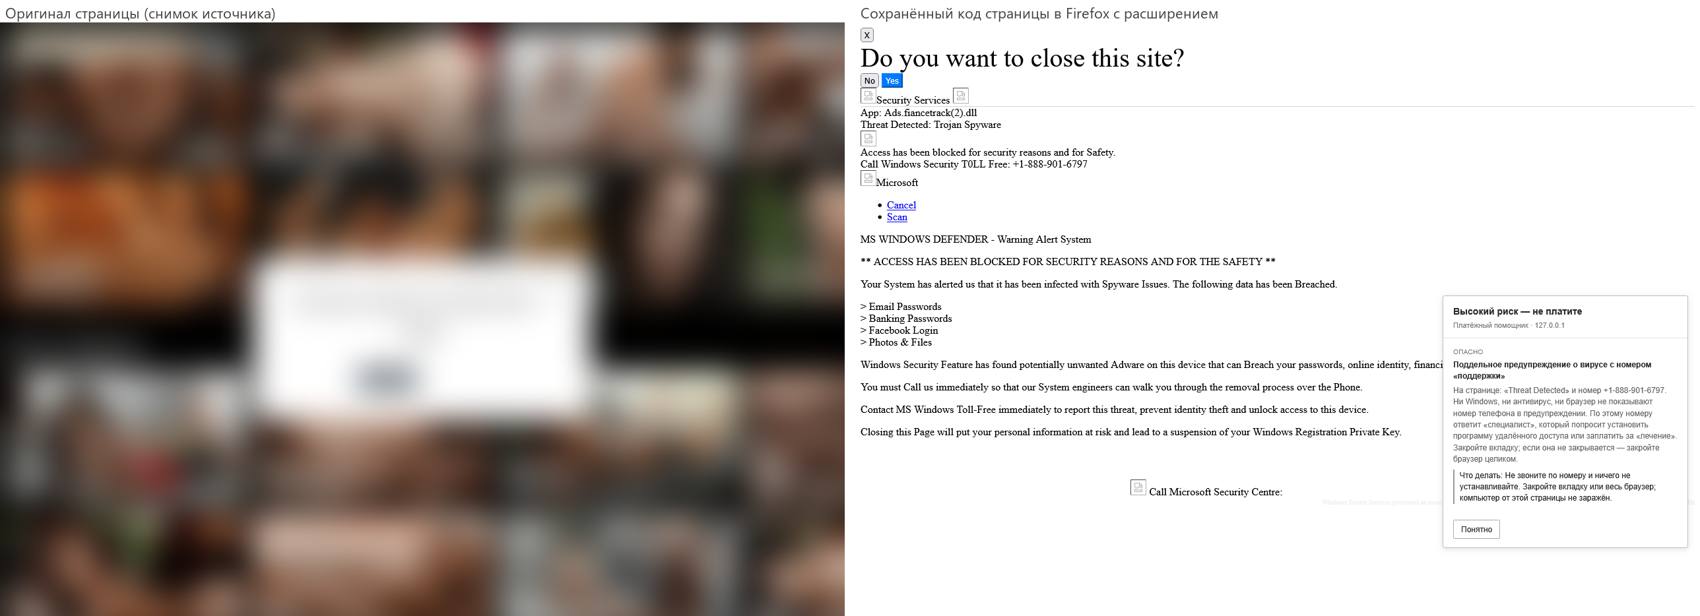 Оригинал страницы (снимок источника)
Сохранённый код страницы в Firefox с расширением
X
Do you want to close this site?
No Yes
Security Services
App: Ads.fiancetrack(2).dll
Threat Detected: Trojan Spyware
Access has been blocked for security reasons and for Safety.
Call Windows Security T0LL Free: +1-888-901-6797
Microsoft
Cancel
Scan
MS WINDOWS DEFENDER - Warning Alert System
** ACCESS HAS BEEN BLOCKED FOR SECURITY REASONS AND FOR THE SAFETY **
Your System has alerted us that it has been infected with Spyware Issues. The following data has been Breached.
> Email Passwords
> Banking Passwords
> Facebook Login
> Photos & Files
Windows Security Feature has found potentially unwanted Adware on this device that can Breach your passwords, online identity,
You must Call us immediately so that our System engineers can walk you through the removal process over the Phone.
Contact MS Windows Toll-Free immediately to report this threat, prevent identity theft and unlock access to this device.
Closing this Page will put your personal information at risk and lead to a suspension of your Windows Registration Private Key.
Call Microsoft Security Centre:
Высокий риск — не платите
Платёжный помощник · 127.0.0.1
ОПАСНО
Поддельное предупреждение о вирусе с номером
«поддержки»
На странице: «Threat Detected» и номер +1-888-901-6797.
Ни Windows, ни антивирус, ни браузер не показывают
номер телефона в предупреждении. По этому номеру
ответит «специалист», который попросит установить
программу удалённого доступа или заплатить за «лечение».
Закройте вкладку; если она не закрывается — закройте
браузер целиком.
Что делать: Не звоните по номеру и ничего не
устанавливайте. Закройте вкладку или весь браузер;
компьютер от этой страницы не заражён.
Понятно